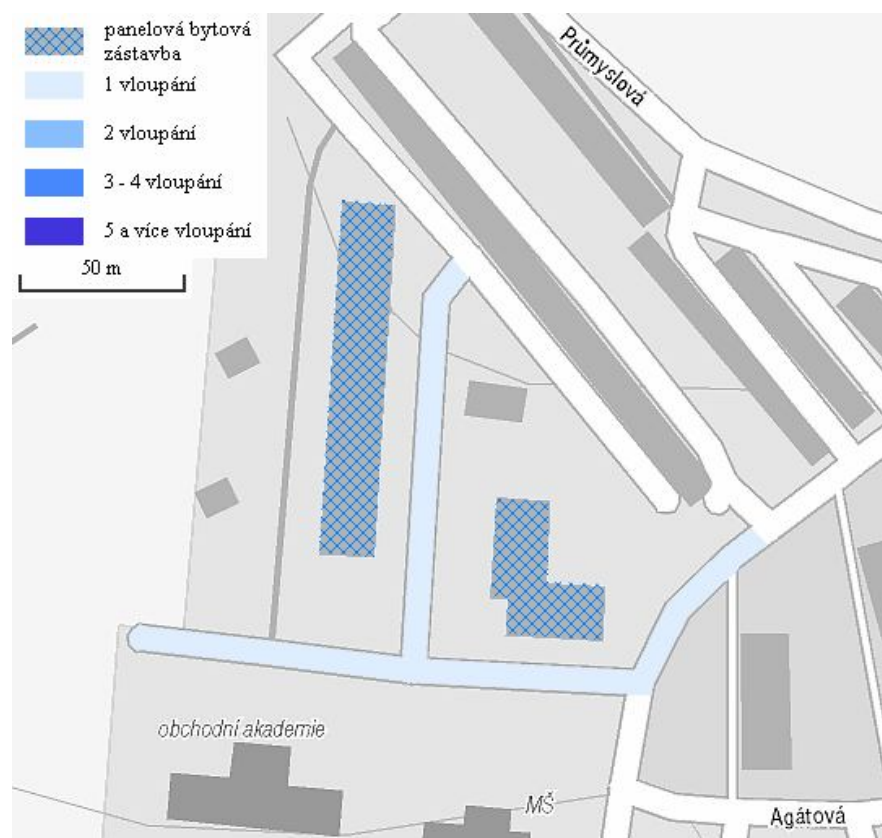 panelová bytová
zástavba
1 vloupání
2 vloupání
3 - 4 vloupání
5 a více vloupání
50 m
Průmyslová
obchodní akademie
MŠ
Agátová